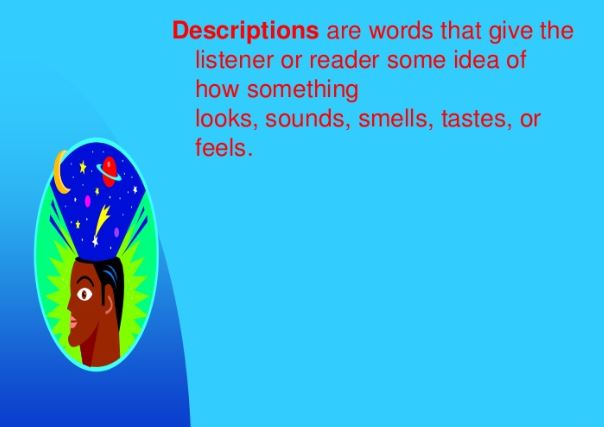 Descriptions are words that give the
listener or reader some idea of
how something
looks, sounds, smells, tastes, or
feels.